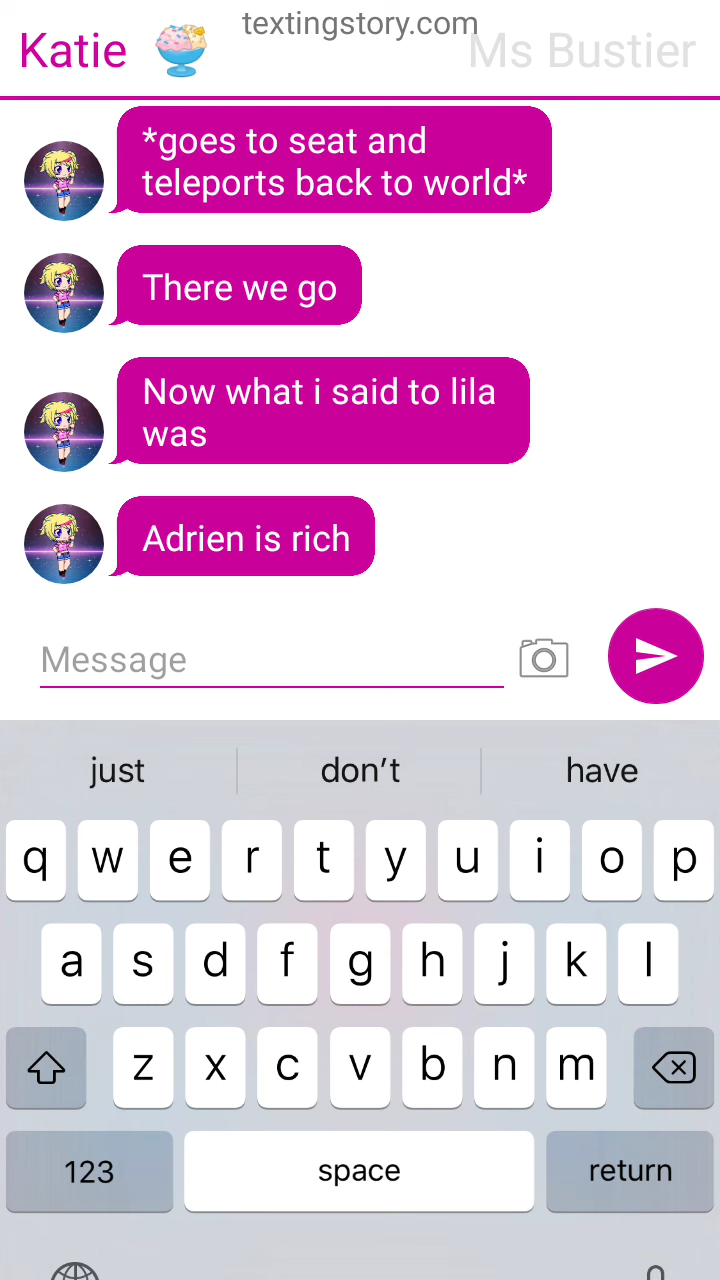 textingstory.com
Katie 🍨 Ms Bustier
*goes to seat and
teleports back to world*
There we go
Now what i said to lila
was
Adrien is rich
Message
just don't have
q w e r t y u i o p
a s d f g h j k l
z x c v b n m
123 space return